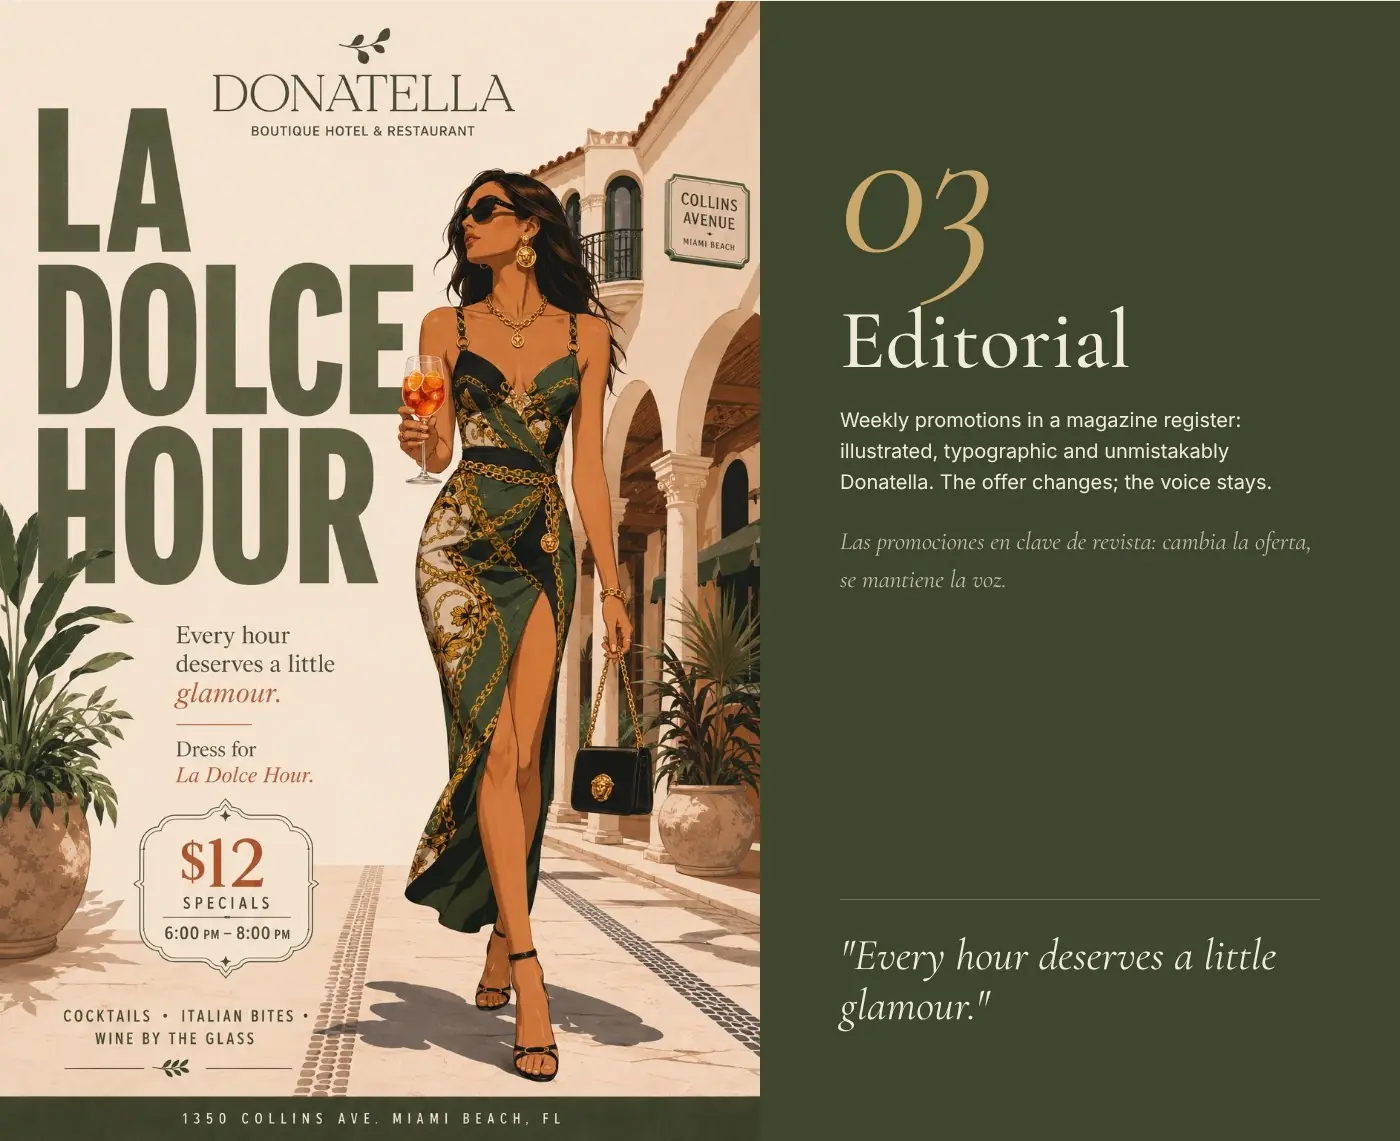 DONATELLA
BOUTIQUE HOTEL & RESTAURANT
LA
DOLCE
HOUR
COLLINS
AVENUE
MIAMI BEACH
Every hour
deserves a little
glamour.
Dress for
La Dolce Hour.
$12
SPECIALS
6:00 PM – 8:00 PM
COCKTAILS • ITALIAN BITES •
WINE BY THE GLASS
1350 COLLINS AVE. MIAMI BEACH, FL
03
Editorial
Weekly promotions in a magazine register:
illustrated, typographic and unmistakably
Donatella. The offer changes; the voice stays.
Las promociones en clave de revista: cambia la oferta,
se mantiene la voz.
"Every hour deserves a little
glamour."